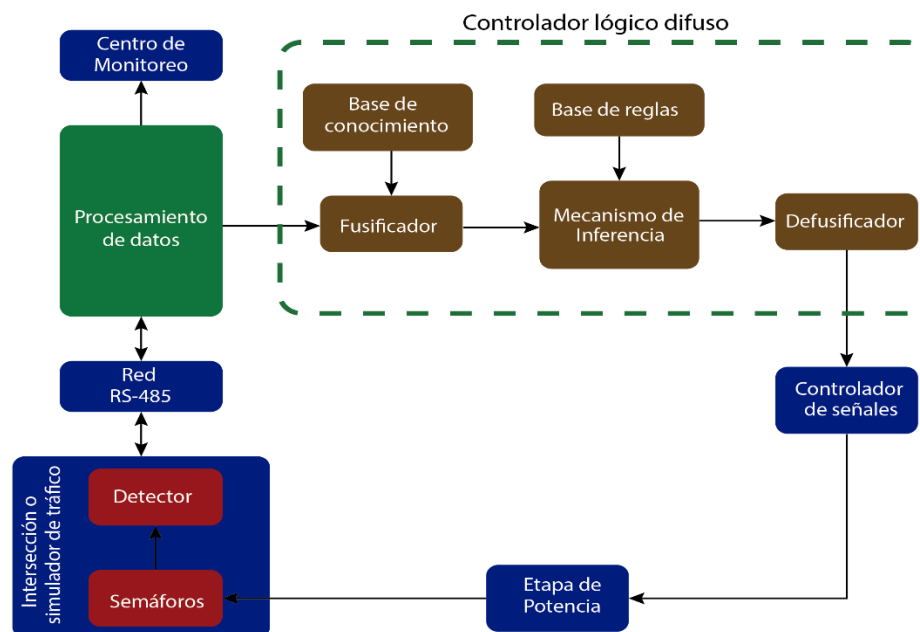 Controlador lógico difuso
Centro de
Monitoreo
Base de
conocimiento
Base de reglas
Procesamiento
de datos
Fusificador
Mecanismo de
Inferencia
Defusificador
Red
RS-485
Controlador
de señales
Intersección o
simulador de tráfico
Detector
Semáforos
Etapa de
Potencia